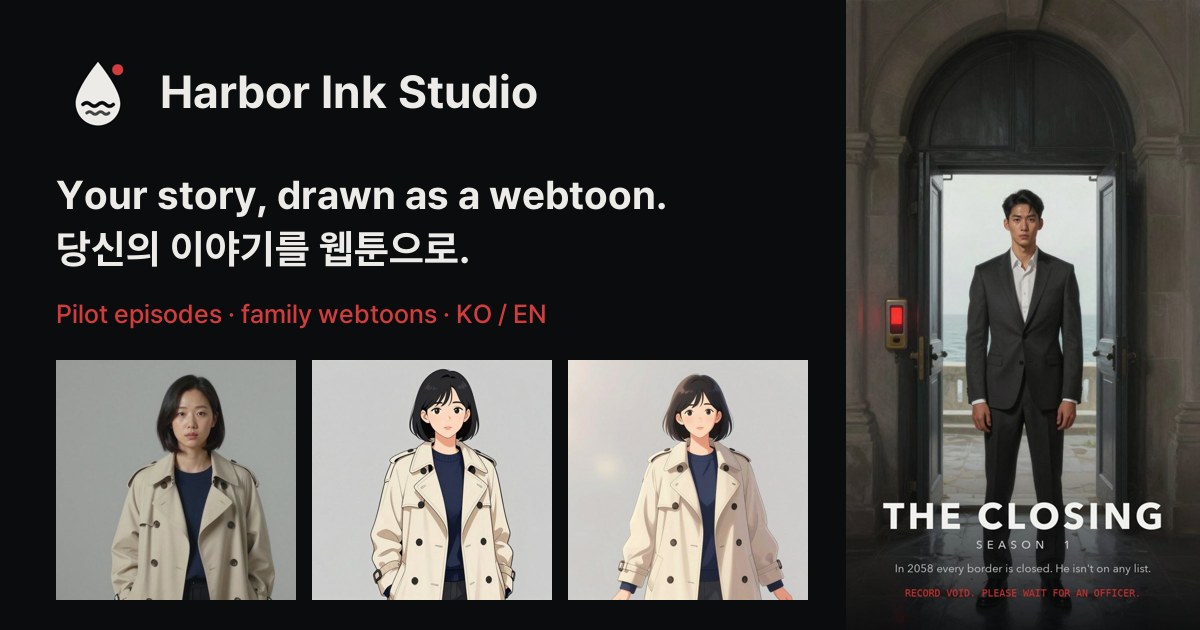 Harbor Ink Studio
Your story, drawn as a webtoon.
당신의 이야기를 웹툰으로.
Pilot episodes · family webtoons · KO / EN
THE CLOSING
SEASON 1
In 2058 every border is closed. He isn't on any list.
RECORD VOID. PLEASE WAIT FOR AN OFFICER.